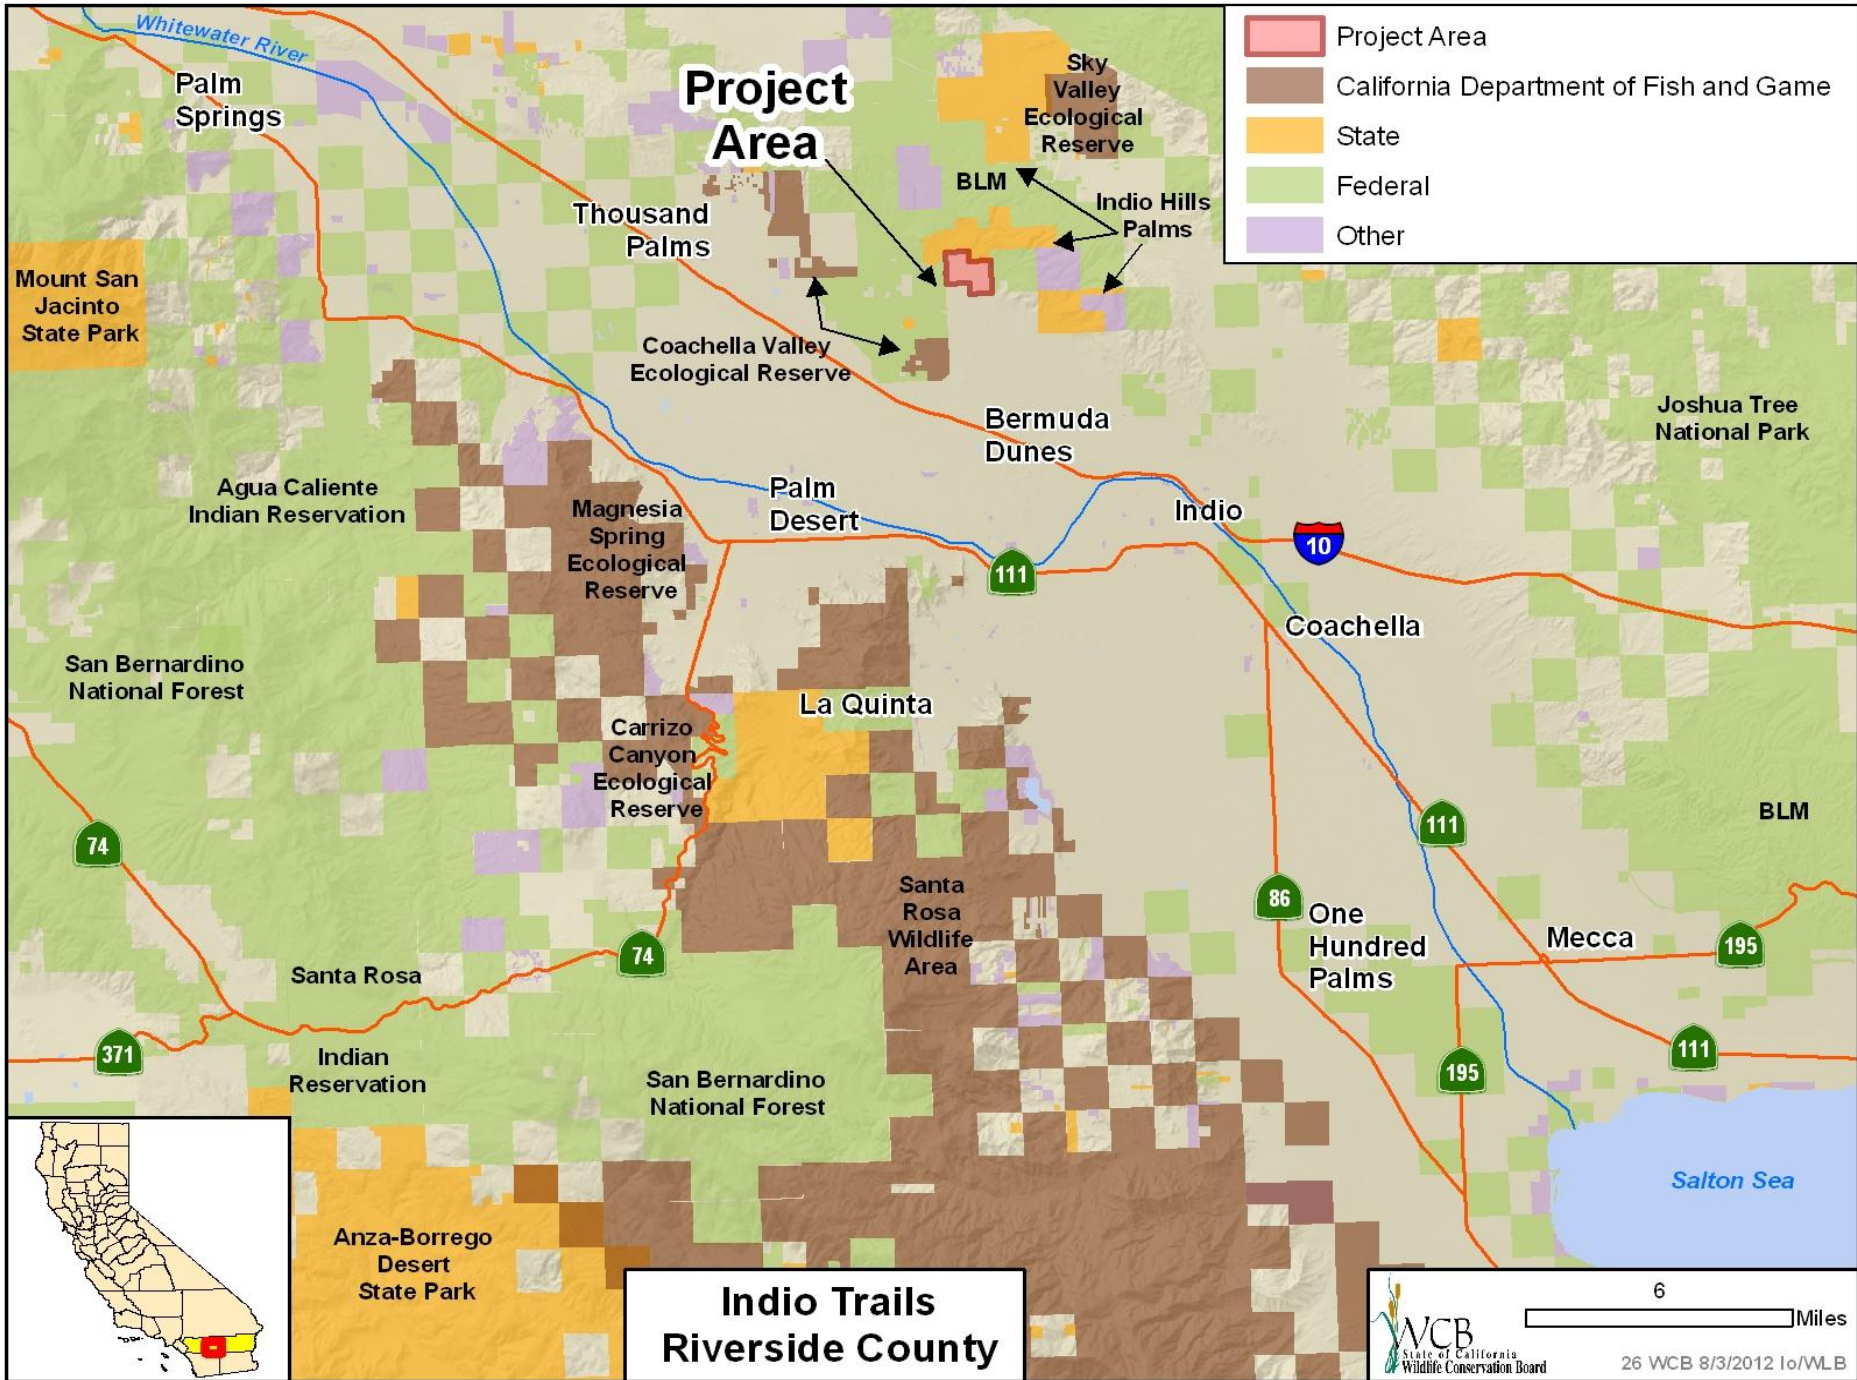 Whitewater River
Palm
Springs
Project
Area
Sky
Valley
Ecological
Reserve
BLM
Indio Hills
Palms
Project Area
California Department of Fish and Game
State
Federal
Other
Thousand
Palms
Mount San
Jacinto
State Park
Coachella Valley
Ecological Reserve
Bermuda
Dunes
Joshua Tree
National Park
Agua Caliente
Indian Reservation
Magnesia
Spring
Ecological
Reserve
Palm
Desert
Indio
10
111
Coachella
San Bernardino
National Forest
La Quinta
Carrizo
Canyon
Ecological
Reserve
BLM
111
74
Santa
Rosa
Wildlife
Area
86
One
Hundred
Palms
Mecca
195
74
Santa Rosa
371
Indian
Reservation
San Bernardino
National Forest
195
111
Salton Sea
Anza-Borrego
Desert
State Park
Indio Trails
Riverside County
6
Miles
WCB
State of California
Wildlife Conservation Board
26 WCB 8/3/2012 lo/WLB